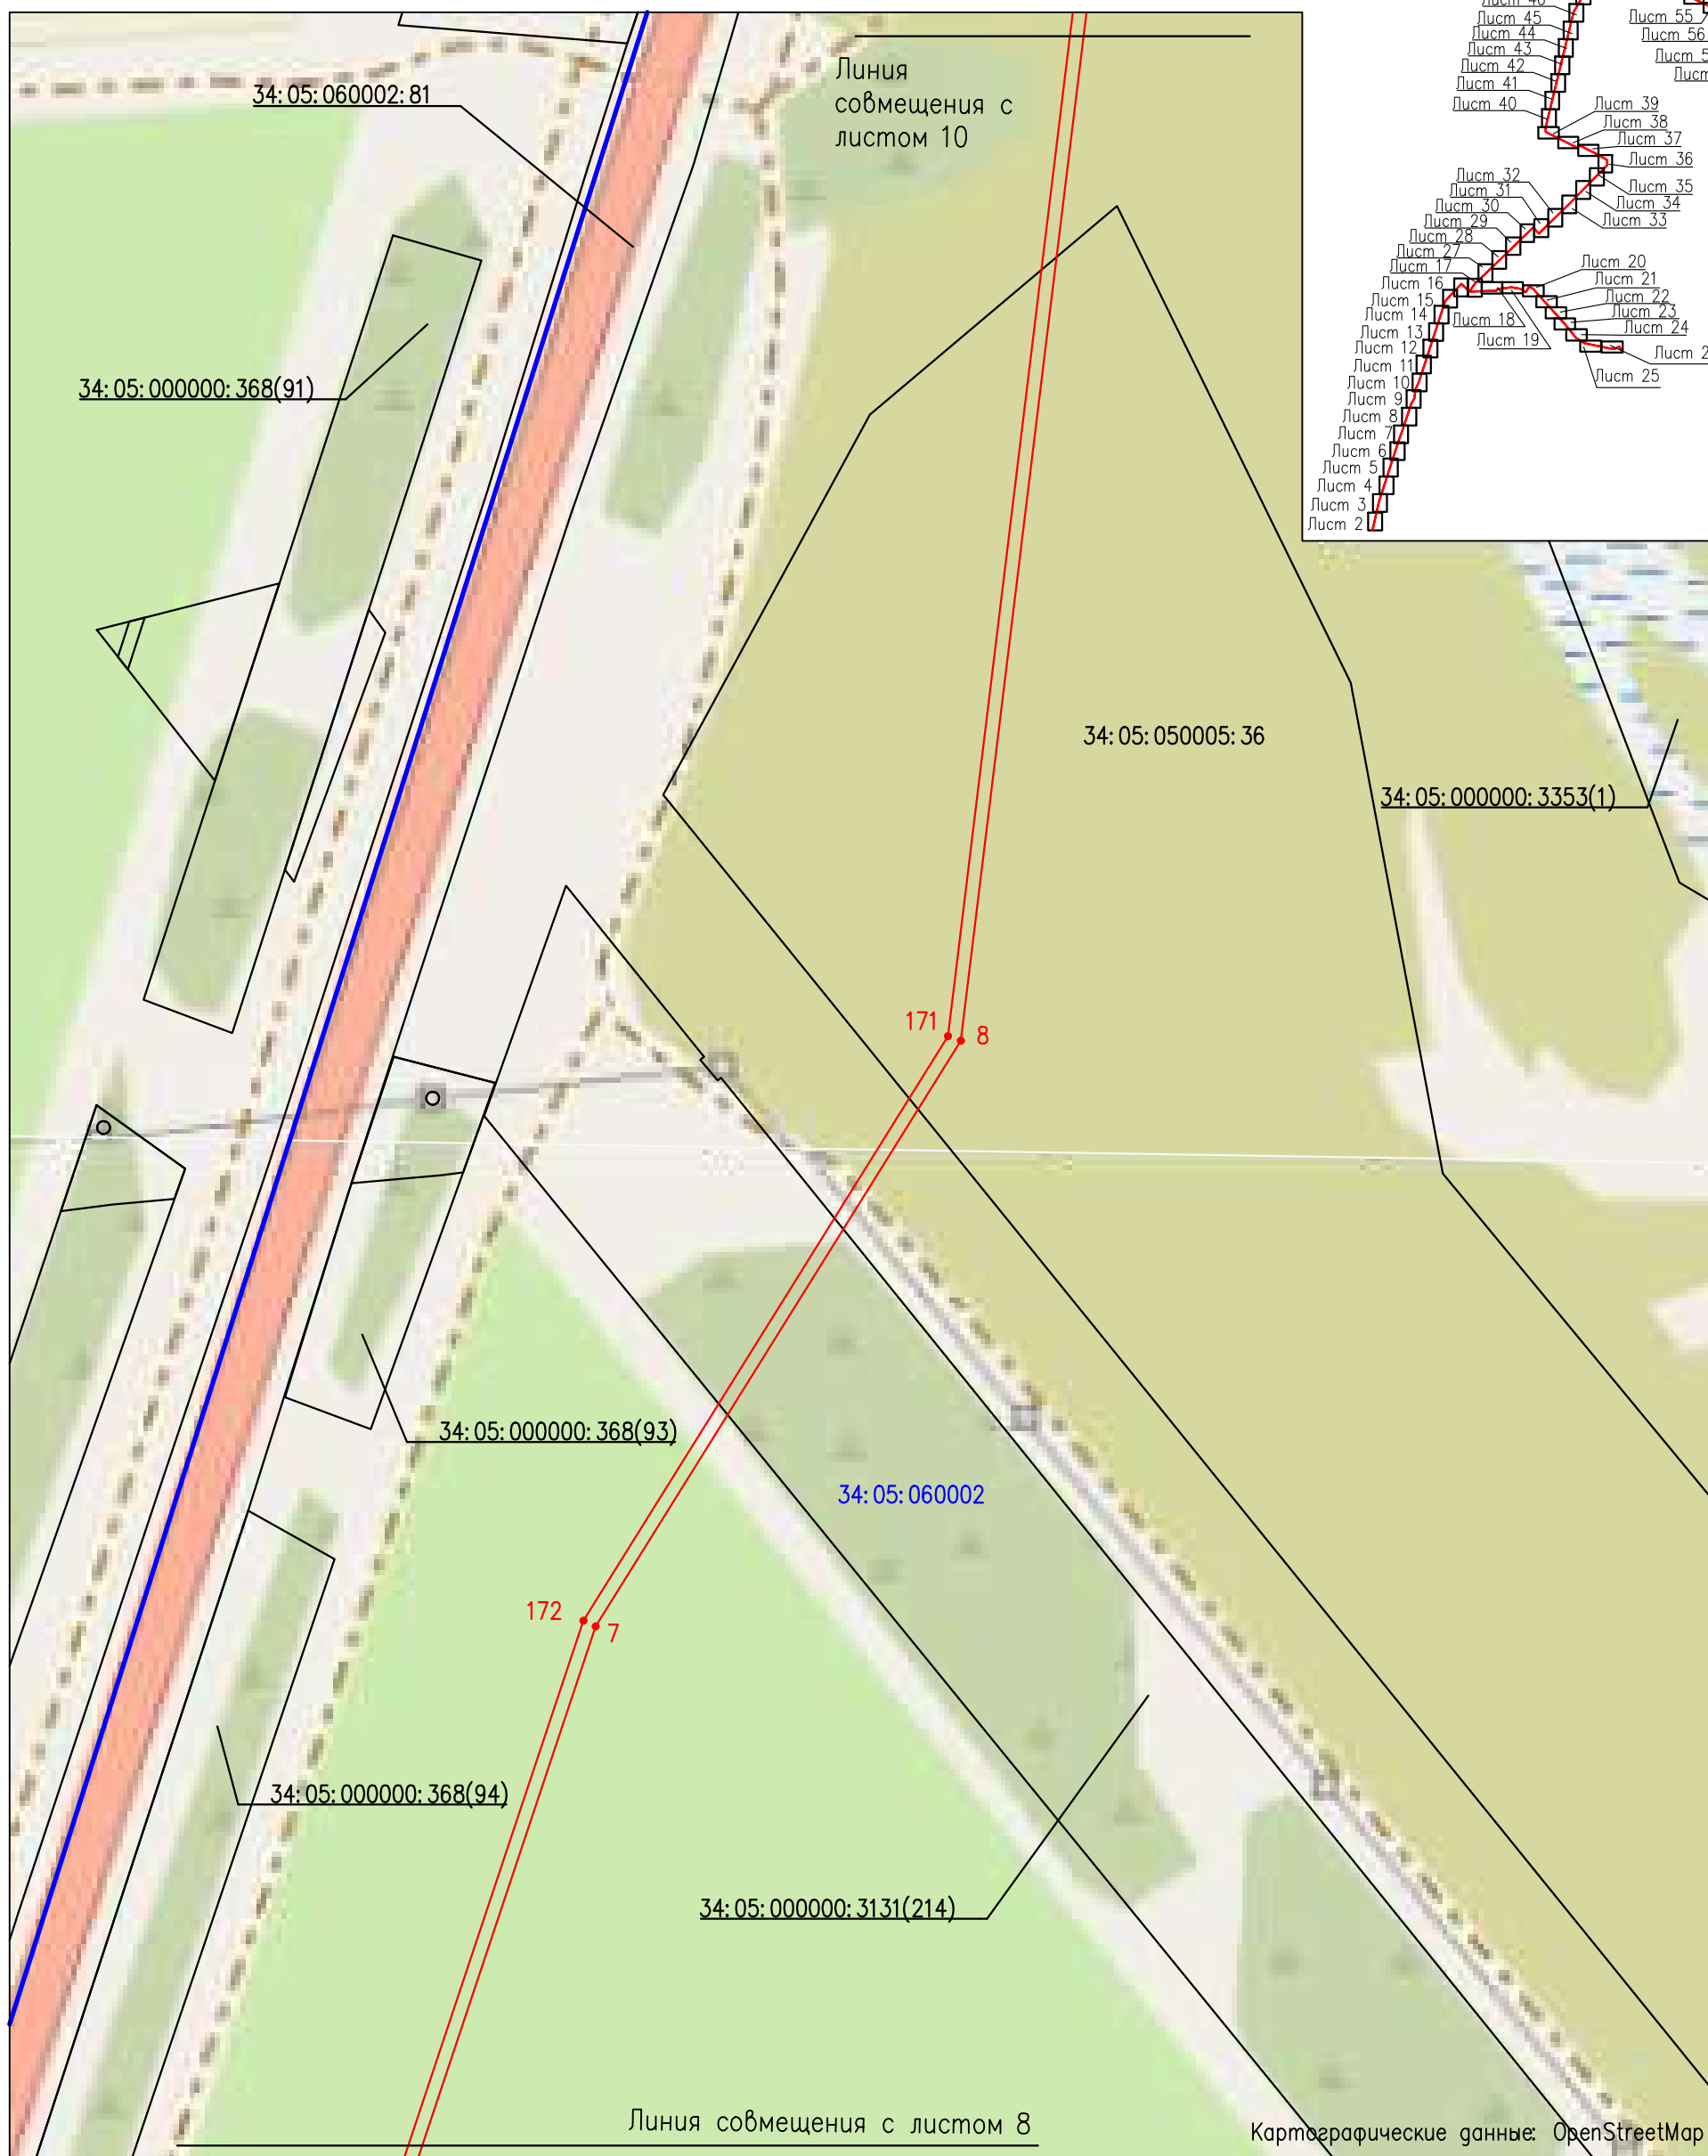 Линия
совмещения с
листом 10
34:05:060002:81
34:05:000000:368(91)
34:05:050005:36
34:05:000000:3353(1)
171
8
34:05:000000:368(93)
34:05:060002
172
7
34:05:000000:368(94)
34:05:000000:3131(214)
Линия совмещения с листом 8
Картографические данные: OpenStreetMap
Лист 45
Лист 44
Лист 43
Лист 42
Лист 41
Лист 40
Лист 55
Лист 56
Лист 39
Лист 38
Лист 37
Лист 36
Лист 35
Лист 34
Лист 33
Лист 32
Лист 31
Лист 30
Лист 29
Лист 28
Лист 27
Лист 17
Лист 16
Лист 15
Лист 14
Лист 13
Лист 12
Лист 11
Лист 10
Лист 9
Лист 8
Лист 7
Лист 6
Лист 5
Лист 4
Лист 3
Лист 2
Лист 18
Лист 19
Лист 20
Лист 21
Лист 22
Лист 23
Лист 24
Лист 2
Лист 25